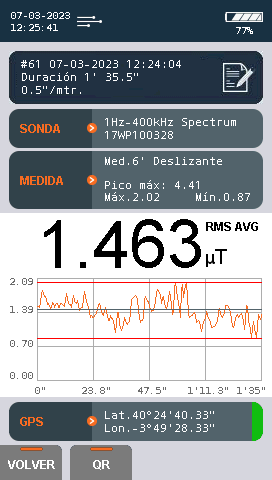 07-03-2023
12:25:41
77%
#61 07-03-2023 12:24:04
Duración 1' 35.5"
0.5"/mtr.
SONDA
1Hz-400kHz Spectrum
17WP100328
MEDIDA
Med.6' Deslizante
Pico máx: 4.41
Máx.2.02 Mín.0.87
1.463 RMS AVG
µT
2.09
1.39
0.70
0.00
0" 23.8" 47.5" 1'11.3" 1'35"
GPS
Lat.40°24'40.33"
Lon.-3°49'28.33"
VOLVER QR